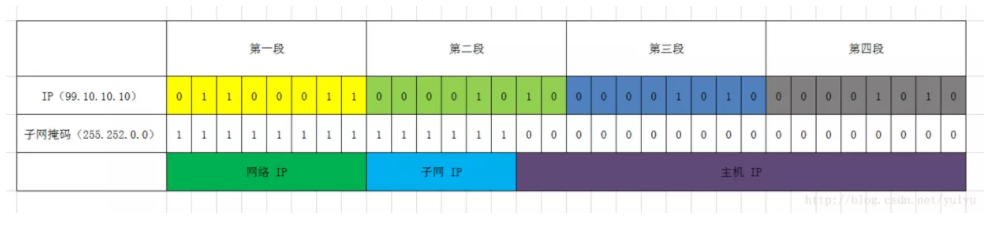 第一段 第二段 第三段 第四段
IP（99.10.10.10） 0 1 1 0 0 0 1 1 0 0 0 0 1 0 1 0 0 0 0 0 1 0 1 0 0 0 0 0 1 0 1 0
子网掩码（255.252.0.0） 1 1 1 1 1 1 1 1 1 1 1 1 1 1 0 0 0 0 0 0 0 0 0 0 0 0 0 0 0 0 0 0
网络 IP 子网 IP 主机 IP
http://blog.csdn.net/yulyu